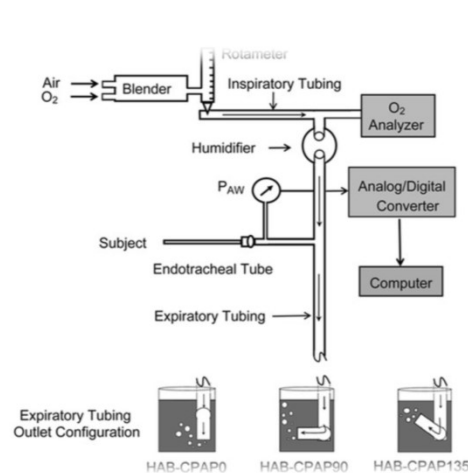 Rotameter
Air
O₂
Blender
Inspiratory Tubing
O₂
Analyzer
Humidifier
P_AW
Analog/Digital
Converter
Subject
Endotracheal Tube
Computer
Expiratory Tubing
Expiratory Tubing
Outlet Configuration
HAB-CPAP0
HAB-CPAP90
HAB-CPAP135